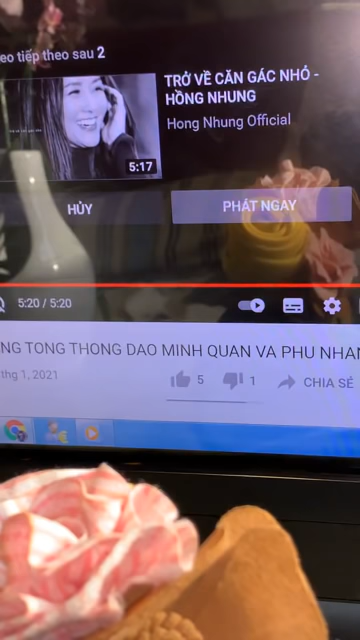 eo tiếp theo sau 2
TRỞ VỀ CĂN GÁC NHỎ -
HỒNG NHUNG
Hong Nhung Official
5:17
HỦY
PHÁT NGAY
5:20 / 5:20
NG TONG THONG DAO MINH QUAN VA PHU NHAN
thg 1, 2021
5
1
CHIA SẺ